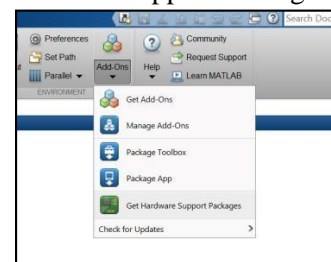 Search Doc
Preferences
Set Path
Parallel
ENVIRONMENT
Add-Ons
Help
Community
Request Support
Learn MATLAB
Get Add-Ons
Manage Add-Ons
Package Toolbox
Package App
Get Hardware Support Packages
Check for Updates